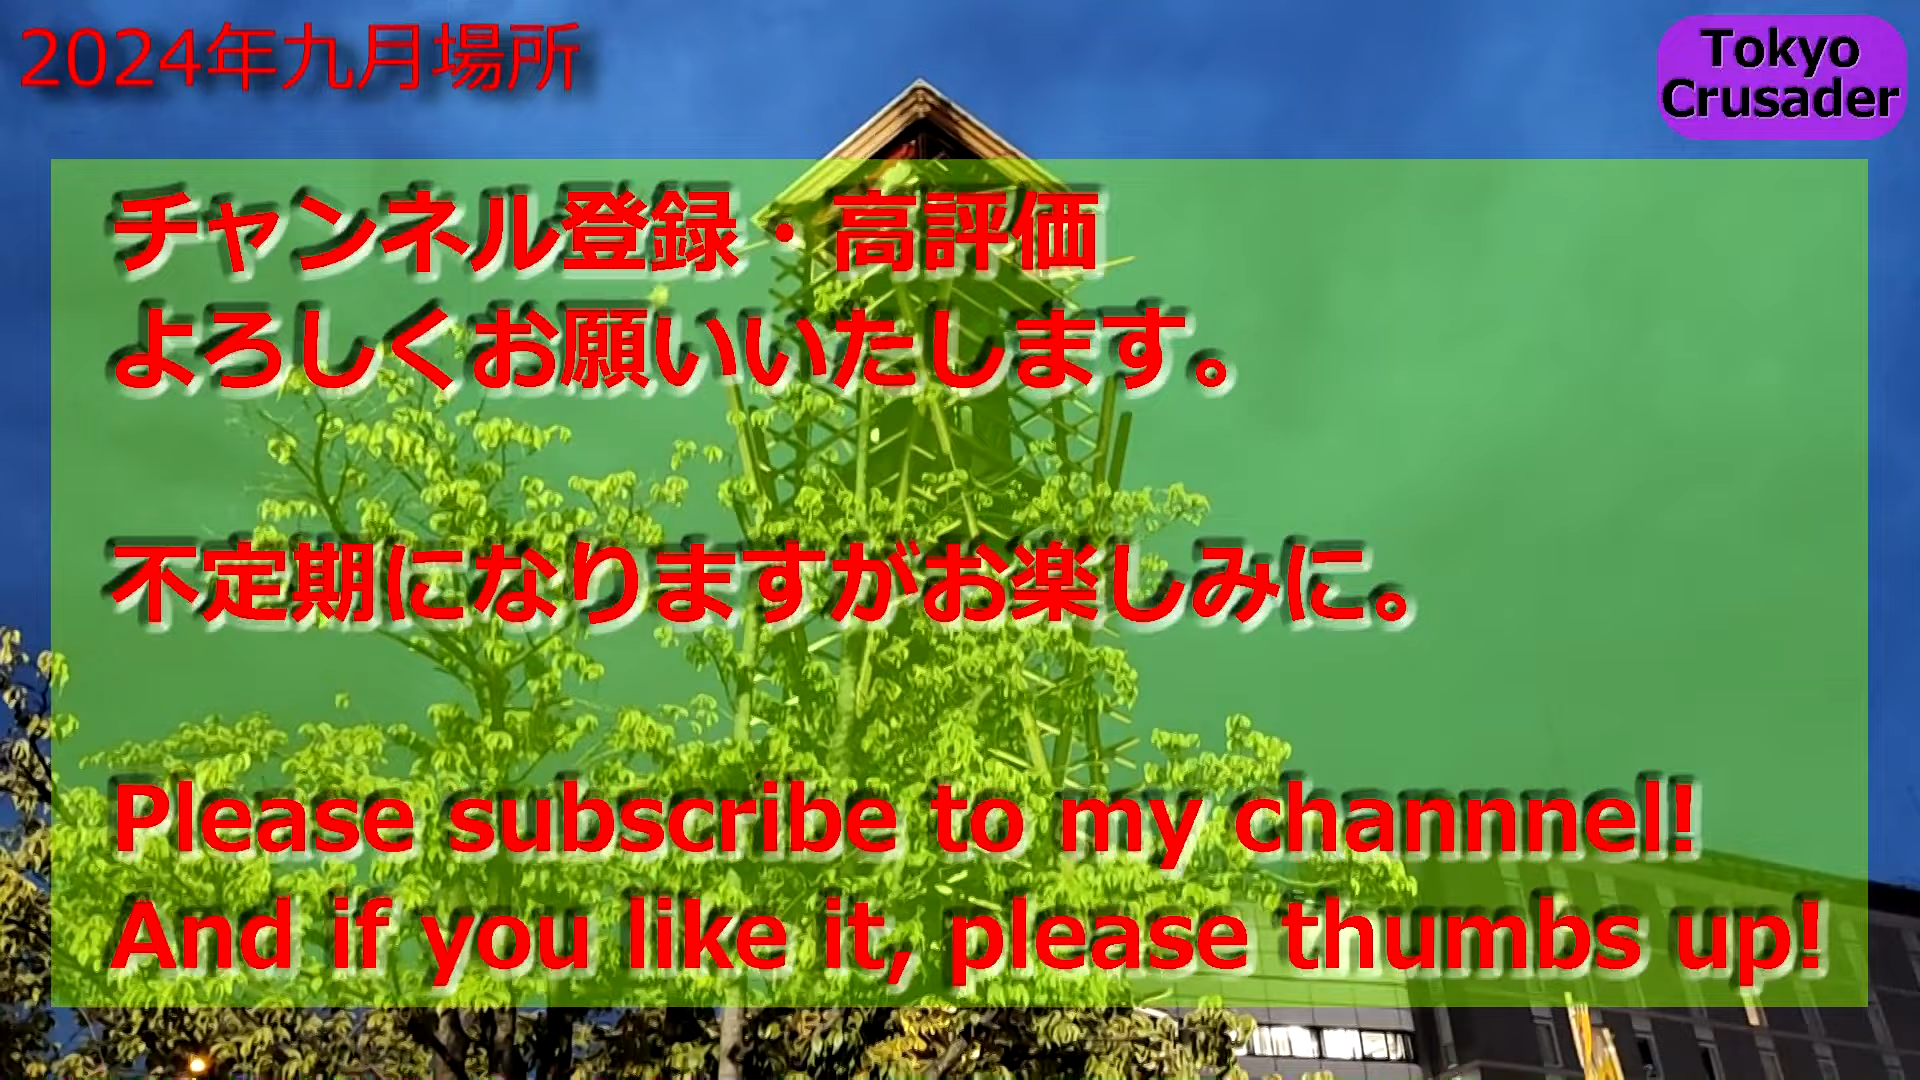 2024年九月場所
Tokyo
Crusader
チャンネル登録・高評価
よろしくお願いいたします。
不定期になりますがお楽しみに。
Please subscribe to my channnel!
And if you like it, please thumbs up!